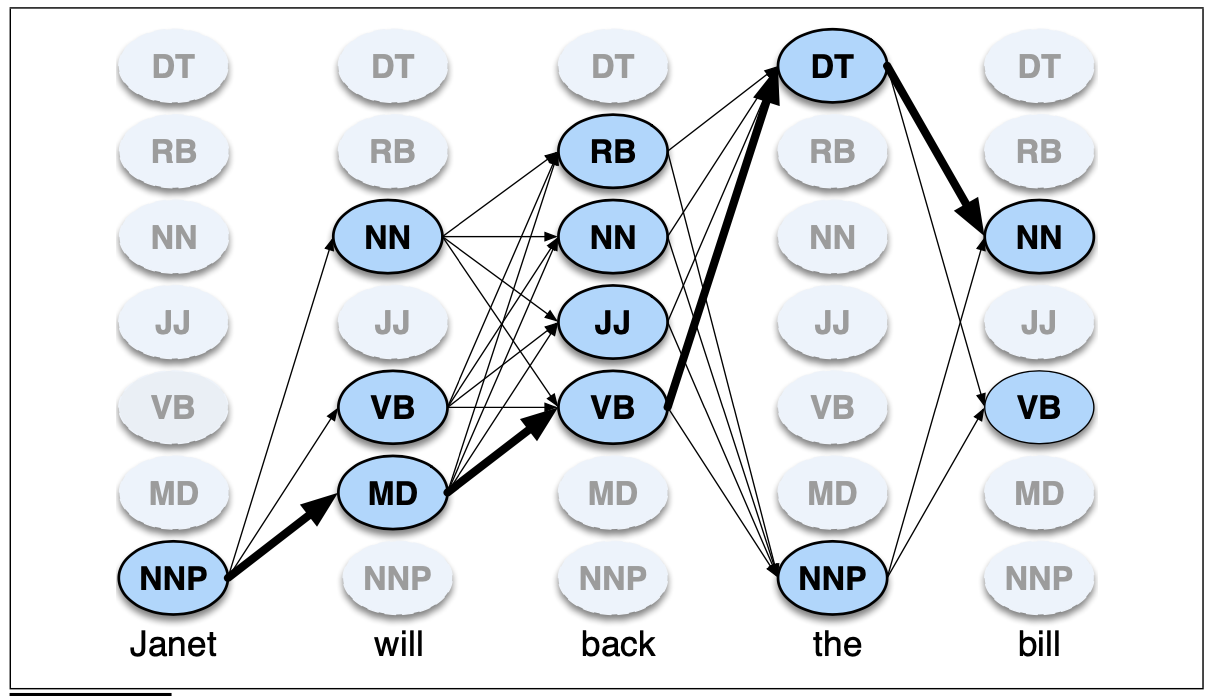 DT DT DT DT DT
RB RB RB RB RB
NN NN NN NN NN
JJ JJ JJ JJ JJ
VB VB VB VB VB
MD MD MD MD MD
NNP NNP NNP NNP NNP
Janet will back the bill